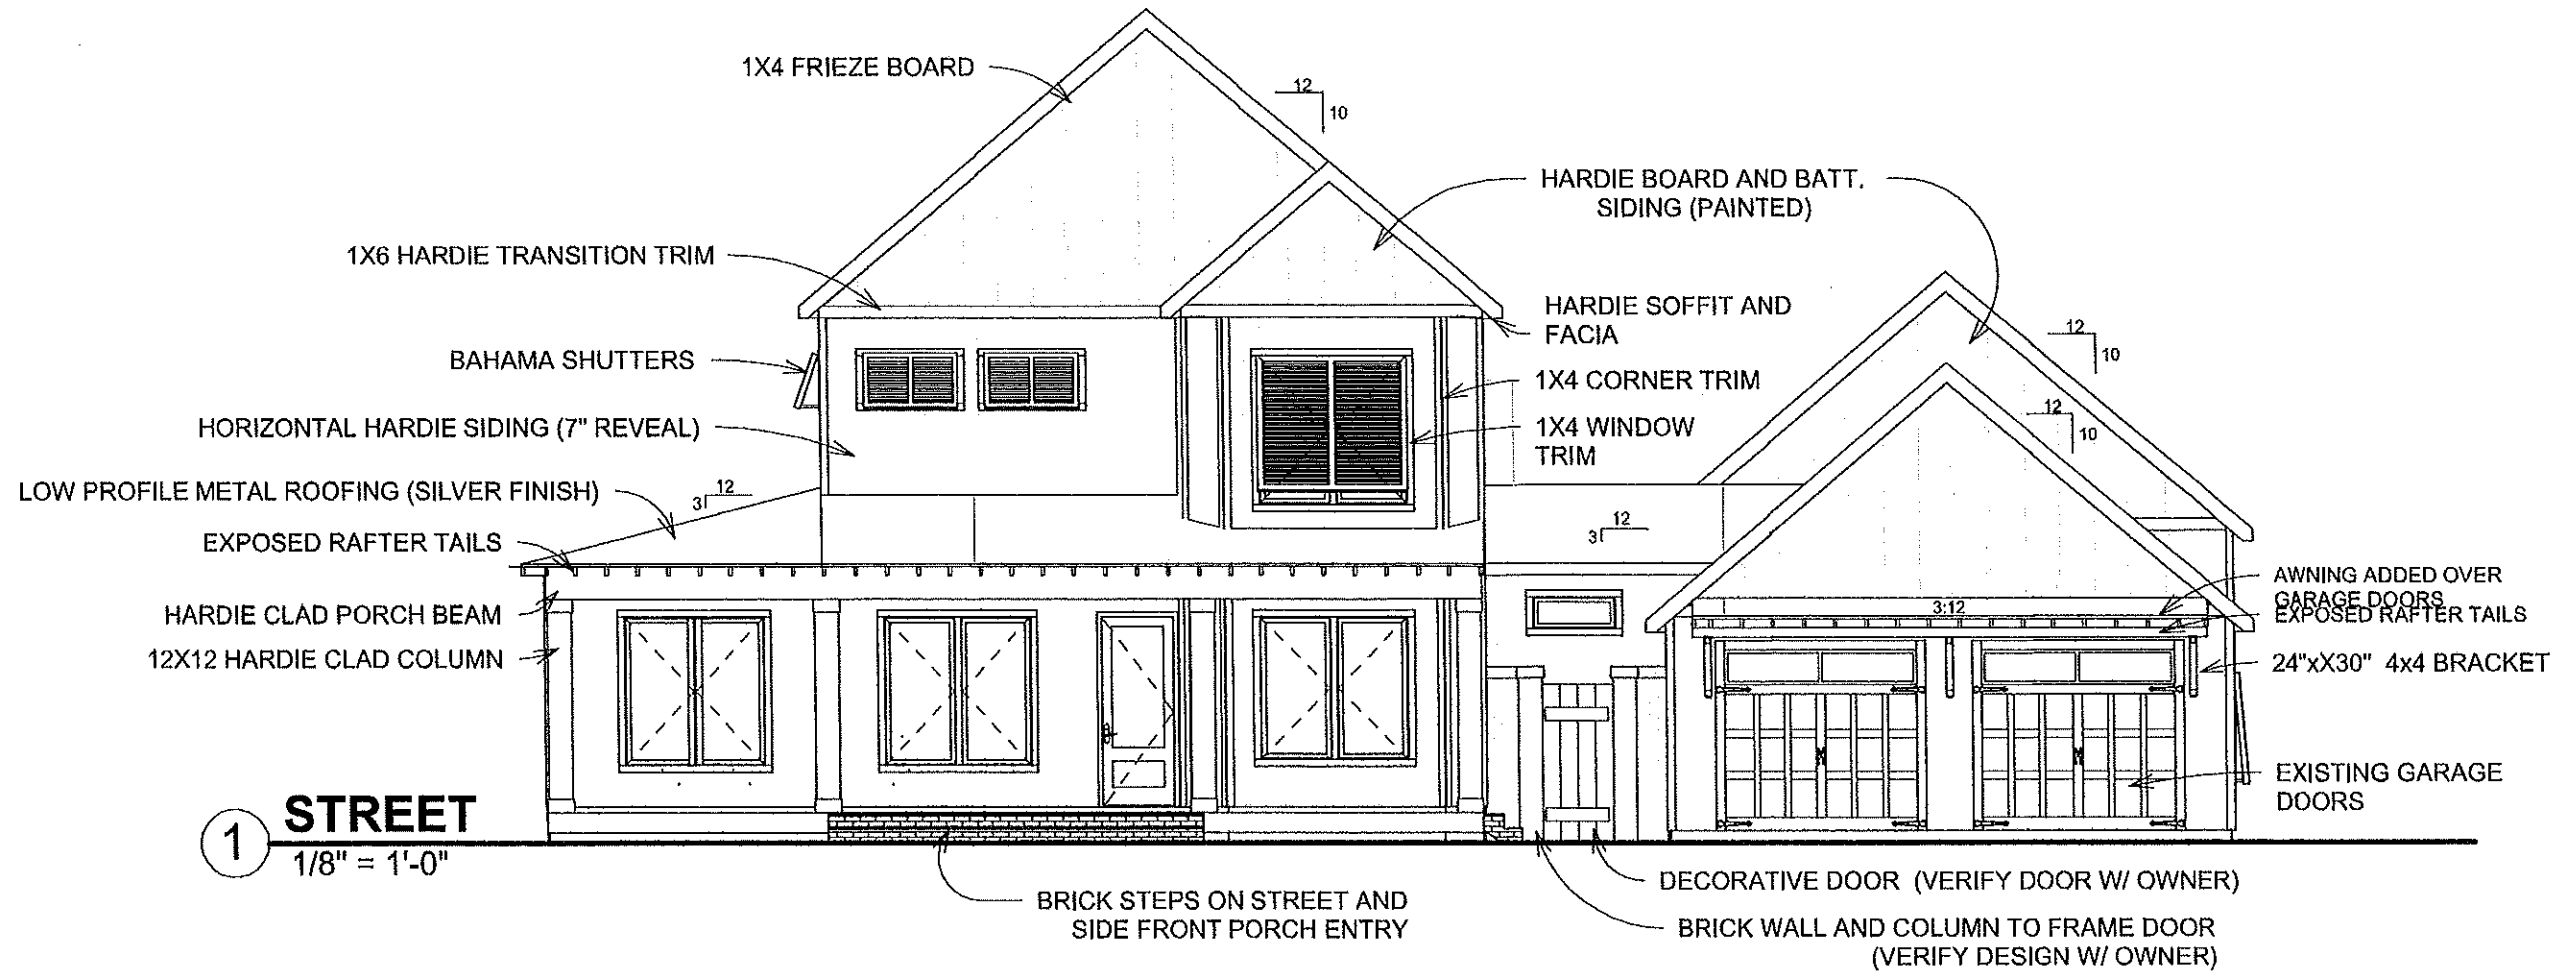 1X4 FRIEZE BOARD
12
10
HARDIE BOARD AND BATT.
SIDING (PAINTED)
1X6 HARDIE TRANSITION TRIM
HARDIE SOFFIT AND
FACIA
12
10
BAHAMA SHUTTERS
1X4 CORNER TRIM
12
10
HORIZONTAL HARDIE SIDING (7" REVEAL)
1X4 WINDOW
TRIM
LOW PROFILE METAL ROOFING (SILVER FINISH)
12
3
12
3
EXPOSED RAFTER TAILS
AWNING ADDED OVER
GARAGE DOORS
EXPOSED RAFTER TAILS
3:12
HARDIE CLAD PORCH BEAM
12X12 HARDIE CLAD COLUMN
24"xX30" 4x4 BRACKET
EXISTING GARAGE
DOORS
1
STREET
1/8" = 1'-0"
DECORATIVE DOOR (VERIFY DOOR W/ OWNER)
BRICK STEPS ON STREET AND
SIDE FRONT PORCH ENTRY
BRICK WALL AND COLUMN TO FRAME DOOR
(VERIFY DESIGN W/ OWNER)